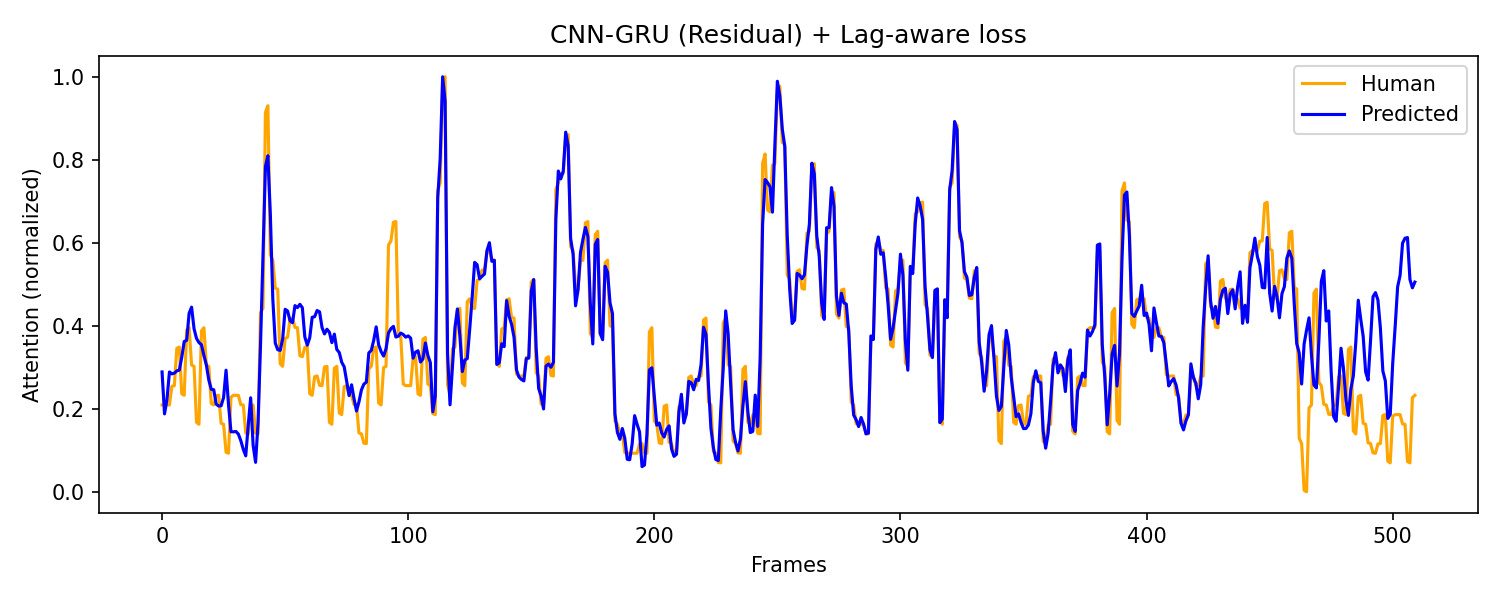 CNN-GRU (Residual) + Lag-aware loss
Human
Predicted
Attention (normalized)
1.0
0.8
0.6
0.4
0.2
0.0
0 100 200 300 400 500
Frames